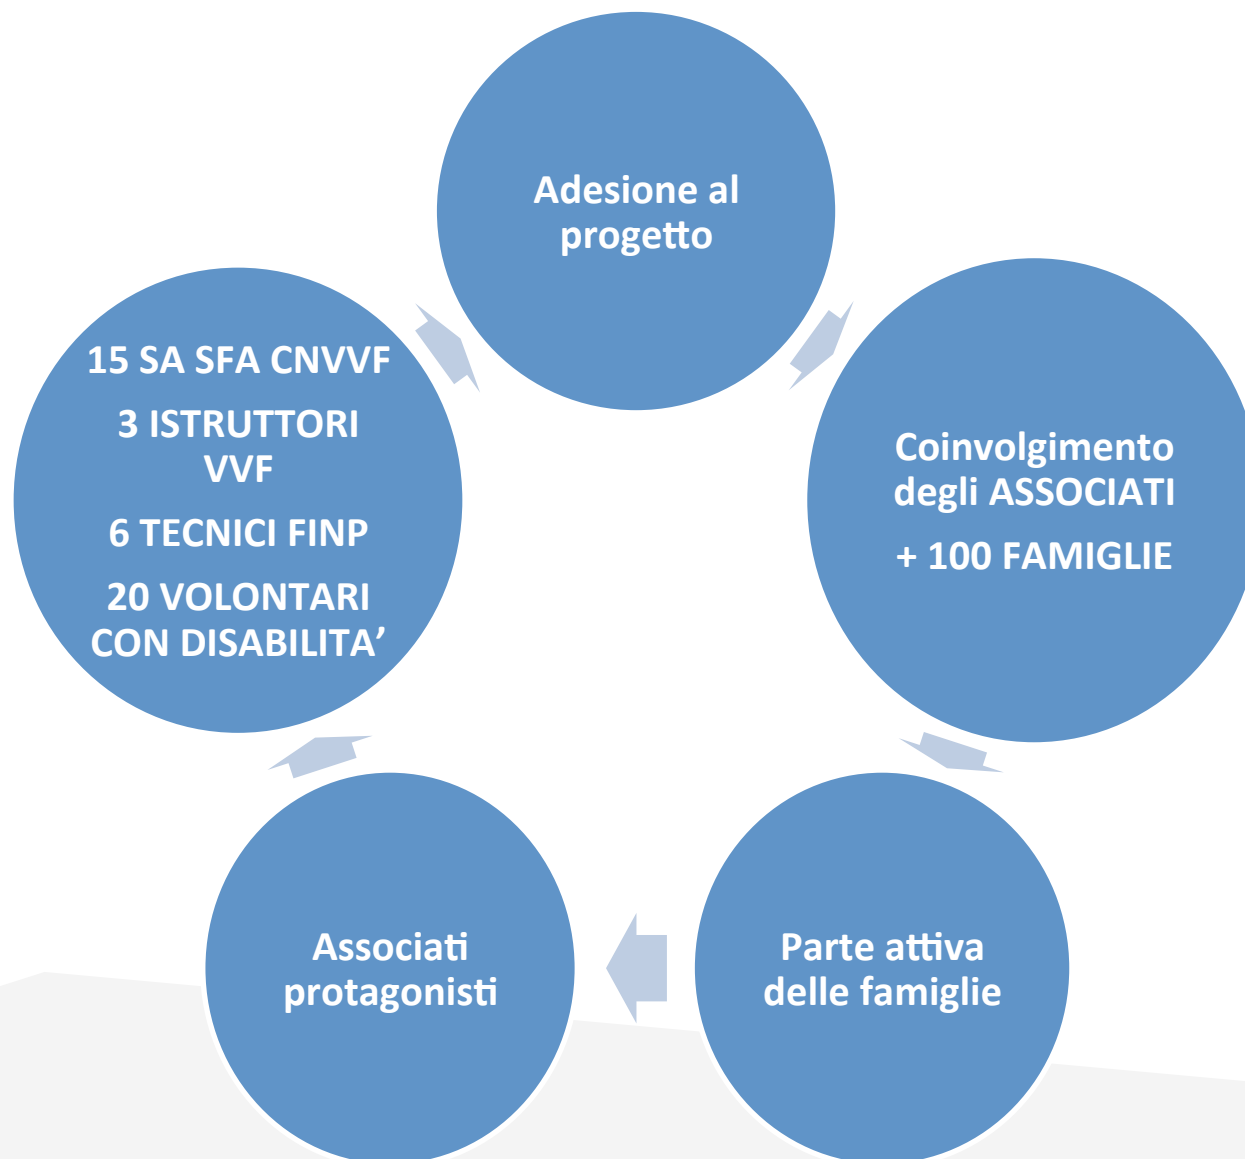 Adesione al
progetto
Coinvolgimento
degli ASSOCIATI
+ 100 FAMIGLIE
Parte attiva
delle famiglie
Associati
protagonisti
15 SA SFA CNVVF
3 ISTRUTTORI
VVF
6 TECNICI FINP
20 VOLONTARI
CON DISABILITA’